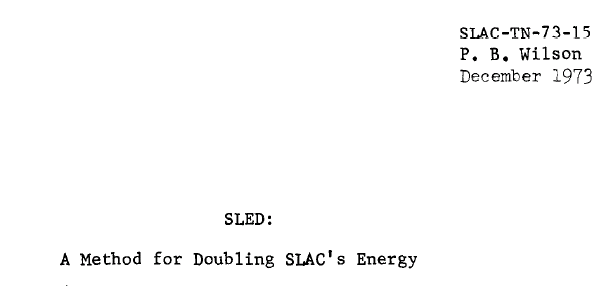 SLAC-TN-73-15
P. B. Wilson
December 1973
SLED:
A Method for Doubling SLAC's Energy